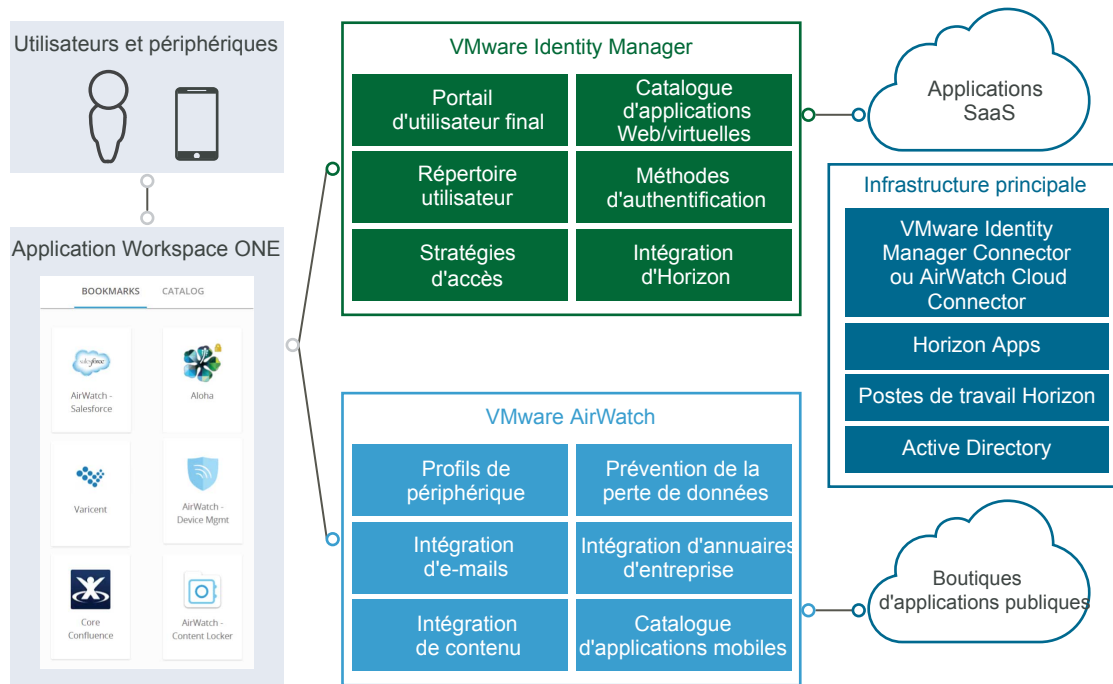 Utilisateurs et périphériques
Application Workspace ONE
BOOKMARKS CATALOG
salesforce
AirWatch -
Salesforce
Aloha
Varicent
AirWatch -
Device Mgmt
Core
Confluence
AirWatch -
Content Locker
VMware Identity Manager
Portail
d'utilisateur final
Catalogue
d'applications
Web/virtuelles
Répertoire
utilisateur
Méthodes
d'authentification
Stratégies
d'accès
Intégration
d'Horizon
VMware AirWatch
Profils de
périphérique
Prévention de la
perte de données
Intégration
d'e-mails
Intégration d'annuaires
d'entreprise
Intégration
de contenu
Catalogue
d'applications mobiles
Applications
SaaS
Infrastructure principale
VMware Identity
Manager Connector
ou AirWatch Cloud
Connector
Horizon Apps
Postes de travail Horizon
Active Directory
Boutiques
d'applications publiques